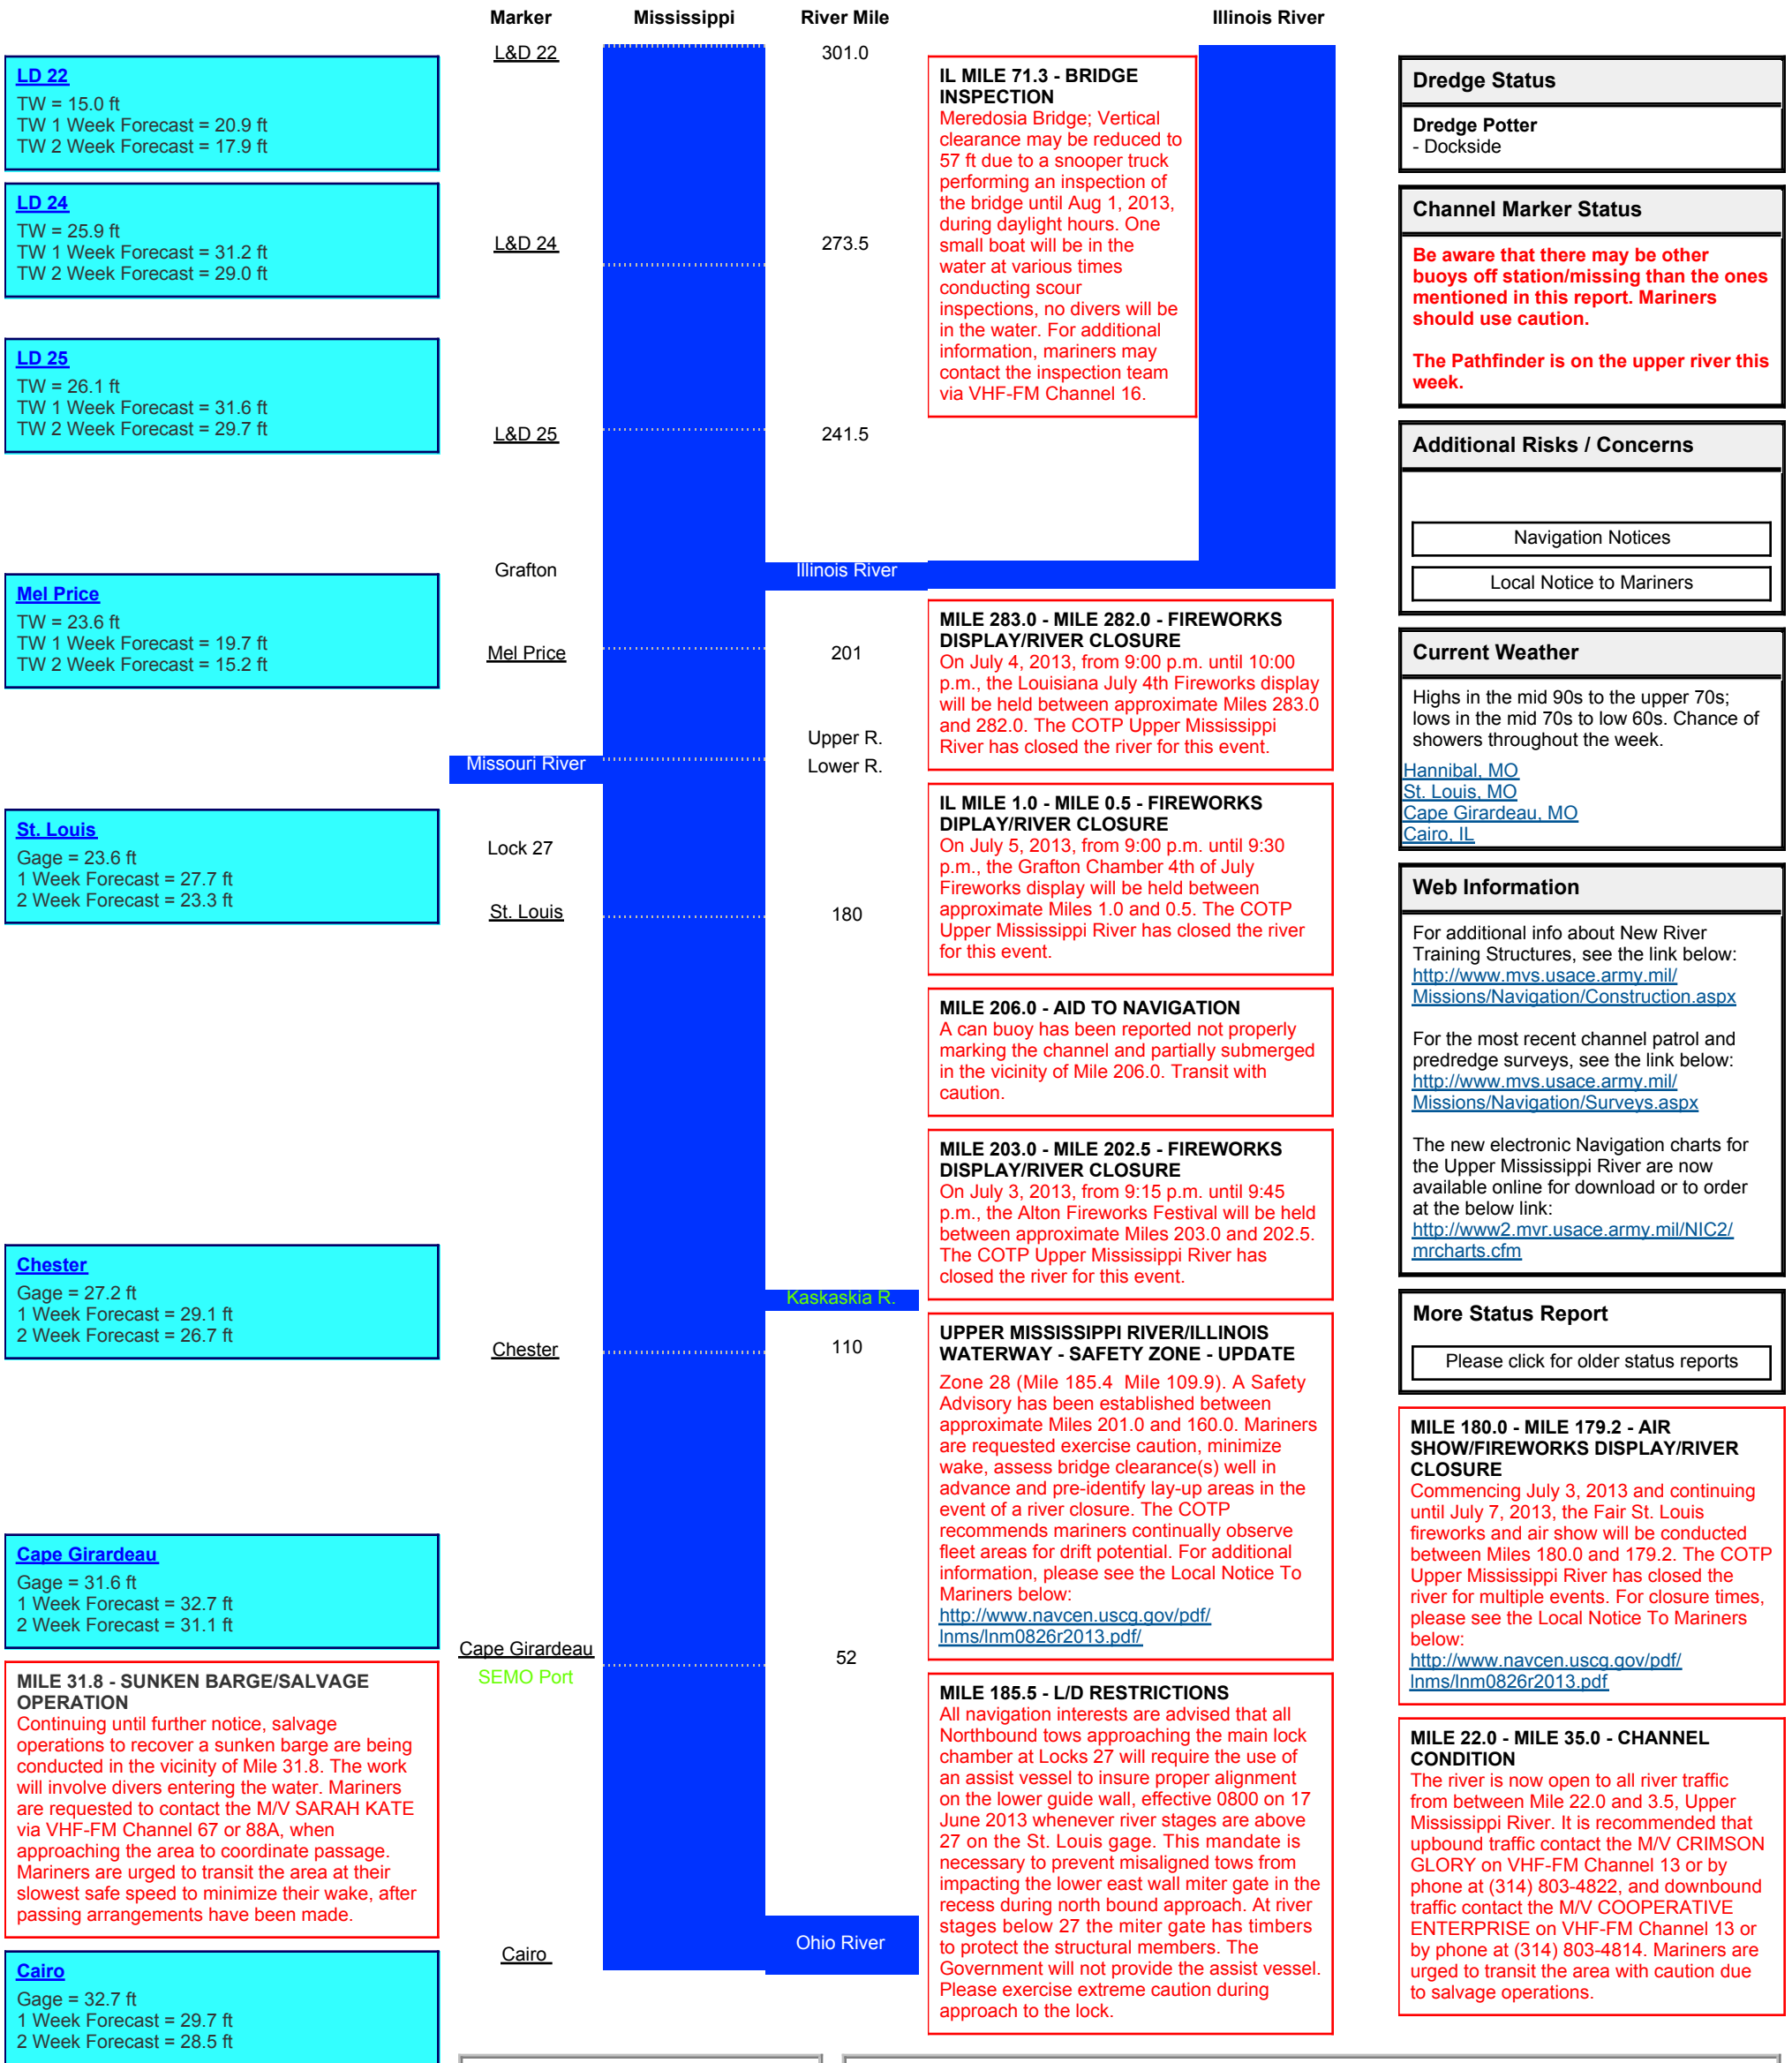 Marker
Mississippi
River Mile
Illinois River
LD 22
TW = 15.0 ft
TW 1 Week Forecast = 20.9 ft
TW 2 Week Forecast = 17.9 ft
LD 24
TW = 25.9 ft
TW 1 Week Forecast = 31.2 ft
TW 2 Week Forecast = 29.0 ft
LD 25
TW = 26.1 ft
TW 1 Week Forecast = 31.6 ft
TW 2 Week Forecast = 29.7 ft
Mel Price
TW = 23.6 ft
TW 1 Week Forecast = 19.7 ft
TW 2 Week Forecast = 15.2 ft
St. Louis
Gage = 23.6 ft
1 Week Forecast = 27.7 ft
2 Week Forecast = 23.3 ft
Chester
Gage = 27.2 ft
1 Week Forecast = 29.1 ft
2 Week Forecast = 26.7 ft
Cape Girardeau
Gage = 31.6 ft
1 Week Forecast = 32.7 ft
2 Week Forecast = 31.1 ft
MILE 31.8 - SUNKEN BARGE/SALVAGE
OPERATION
Continuing until further notice, salvage
operations to recover a sunken barge are being
conducted in the vicinity of Mile 31.8. The work
will involve divers entering the water. Mariners
are requested to contact the M/V SARAH KATE
via VHF-FM Channel 67 or 88A, when
approaching the area to coordinate passage.
Mariners are urged to transit the area at their
slowest safe speed to minimize their wake, after
passing arrangements have been made.
Cairo
Gage = 32.7 ft
1 Week Forecast = 29.7 ft
2 Week Forecast = 28.5 ft
L&D 22
301.0
L&D 24
273.5
L&D 25
241.5
Grafton
Illinois River
Mel Price
201
Upper R.
Missouri River
Lower R.
Lock 27
St. Louis
180
Kaskaskia R.
Chester
110
Cape Girardeau
52
SEMO Port
Ohio River
Cairo
IL MILE 71.3 - BRIDGE
INSPECTION
Meredosia Bridge; Vertical
clearance may be reduced to
57 ft due to a snooper truck
performing an inspection of
the bridge until Aug 1, 2013,
during daylight hours. One
small boat will be in the
water at various times
conducting scour
inspections, no divers will be
in the water. For additional
information, mariners may
contact the inspection team
via VHF-FM Channel 16.
MILE 283.0 - MILE 282.0 - FIREWORKS
DISPLAY/RIVER CLOSURE
On July 4, 2013, from 9:00 p.m. until 10:00
p.m., the Louisiana July 4th Fireworks display
will be held between approximate Miles 283.0
and 282.0. The COTP Upper Mississippi
River has closed the river for this event.
IL MILE 1.0 - MILE 0.5 - FIREWORKS
DIPLAY/RIVER CLOSURE
On July 5, 2013, from 9:00 p.m. until 9:30
p.m., the Grafton Chamber 4th of July
Fireworks display will be held between
approximate Miles 1.0 and 0.5. The COTP
Upper Mississippi River has closed the river
for this event.
MILE 206.0 - AID TO NAVIGATION
A can buoy has been reported not properly
marking the channel and partially submerged
in the vicinity of Mile 206.0. Transit with
caution.
MILE 203.0 - MILE 202.5 - FIREWORKS
DISPLAY/RIVER CLOSURE
On July 3, 2013, from 9:15 p.m. until 9:45
p.m., the Alton Fireworks Festival will be held
between approximate Miles 203.0 and 202.5.
The COTP Upper Mississippi River has
closed the river for this event.
UPPER MISSISSIPPI RIVER/ILLINOIS
WATERWAY - SAFETY ZONE - UPDATE
Zone 28 (Mile 185.4  Mile 109.9). A Safety
Advisory has been established between
approximate Miles 201.0 and 160.0. Mariners
are requested exercise caution, minimize
wake, assess bridge clearance(s) well in
advance and pre-identify lay-up areas in the
event of a river closure. The COTP
recommends mariners continually observe
fleet areas for drift potential. For additional
information, please see the Local Notice To
Mariners below:
http://www.navcen.uscg.gov/pdf/
lnms/lnm0826r2013.pdf/
MILE 185.5 - L/D RESTRICTIONS
All navigation interests are advised that all
Northbound tows approaching the main lock
chamber at Locks 27 will require the use of
an assist vessel to insure proper alignment
on the lower guide wall, effective 0800 on 17
June 2013 whenever river stages are above
27 on the St. Louis gage. This mandate is
necessary to prevent misaligned tows from
impacting the lower east wall miter gate in the
recess during north bound approach. At river
stages below 27 the miter gate has timbers
to protect the structural members. The
Government will not provide the assist vessel.
Please exercise extreme caution during
approach to the lock.
Dredge Status
Dredge Potter
- Dockside
Channel Marker Status
Be aware that there may be other
buoys off station/missing than the ones
mentioned in this report. Mariners
should use caution.
The Pathfinder is on the upper river this
week.
Additional Risks / Concerns
Navigation Notices
Local Notice to Mariners
Current Weather
Highs in the mid 90s to the upper 70s;
lows in the mid 70s to low 60s. Chance of
showers throughout the week.
Hannibal, MO
St. Louis, MO
Cape Girardeau, MO
Cairo, IL
Web Information
For additional info about New River
Training Structures, see the link below:
http://www.mvs.usace.army.mil/
Missions/Navigation/Construction.aspx
For the most recent channel patrol and
predredge surveys, see the link below:
http://www.mvs.usace.army.mil/
Missions/Navigation/Surveys.aspx
The new electronic Navigation charts for
the Upper Mississippi River are now
available online for download or to order
at the below link:
http://www2.mvr.usace.army.mil/NIC2/
mrcharts.cfm
More Status Report
Please click for older status reports
MILE 180.0 - MILE 179.2 - AIR
SHOW/FIREWORKS DISPLAY/RIVER
CLOSURE
Commencing July 3, 2013 and continuing
until July 7, 2013, the Fair St. Louis
fireworks and air show will be conducted
between Miles 180.0 and 179.2. The COTP
Upper Mississippi River has closed the
river for multiple events. For closure times,
please see the Local Notice To Mariners
below:
http://www.navcen.uscg.gov/pdf/
lnms/lnm0826r2013.pdf
MILE 22.0 - MILE 35.0 - CHANNEL
CONDITION
The river is now open to all river traffic
from between Mile 22.0 and 3.5, Upper
Mississippi River. It is recommended that
upbound traffic contact the M/V CRIMSON
GLORY on VHF-FM Channel 13 or by
phone at (314) 803-4822, and downbound
traffic contact the M/V COOPERATIVE
ENTERPRISE on VHF-FM Channel 13 or
by phone at (314) 803-4814. Mariners are
urged to transit the area with caution due
to salvage operations.